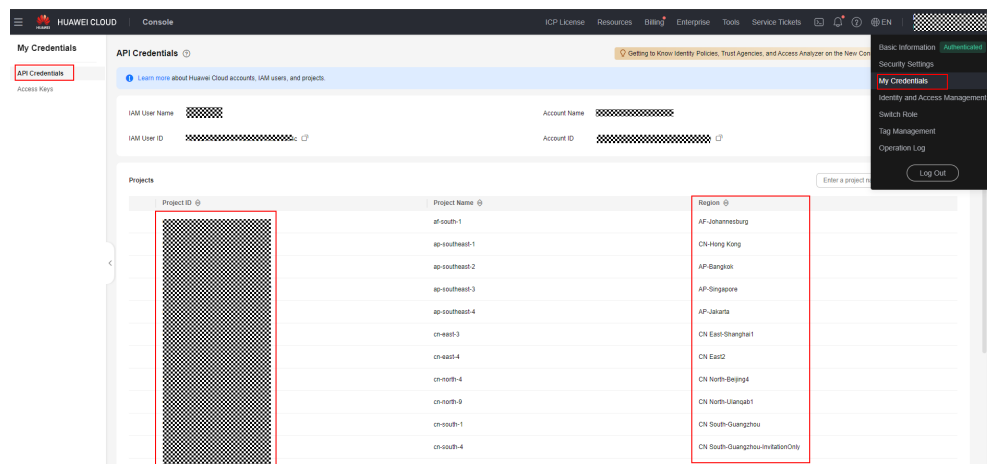 HUAWEI
HUAWEI CLOUD
Console
ICP License
Resources
Billing
Enterprise
Tools
Service Tickets
EN
My Credentials
API Credentials
Access Keys
API Credentials
Getting to Know Identity Policies, Trust Agencies, and Access Analyzer on the New Con
Learn more about Huawei Cloud accounts, IAM users, and projects.
IAM User Name
Account Name
IAM User ID
Account ID
Basic Information
Authenticated
Security Settings
My Credentials
Identity and Access Management
Switch Role
Tag Management
Operation Log
Log Out
Projects
Enter a project n
Project ID
Project Name
Region
af-south-1
AF-Johannesburg
ap-southeast-1
CN-Hong Kong
ap-southeast-2
AP-Bangkok
ap-southeast-3
AP-Singapore
ap-southeast-4
AP-Jakarta
cn-east-3
CN East-Shanghai1
cn-east-4
CN East2
cn-north-4
CN North-Beijing4
cn-north-9
CN North-Ulanqab1
cn-south-1
CN South-Guangzhou
cn-south-4
CN South-Guangzhou-InvitationOnly